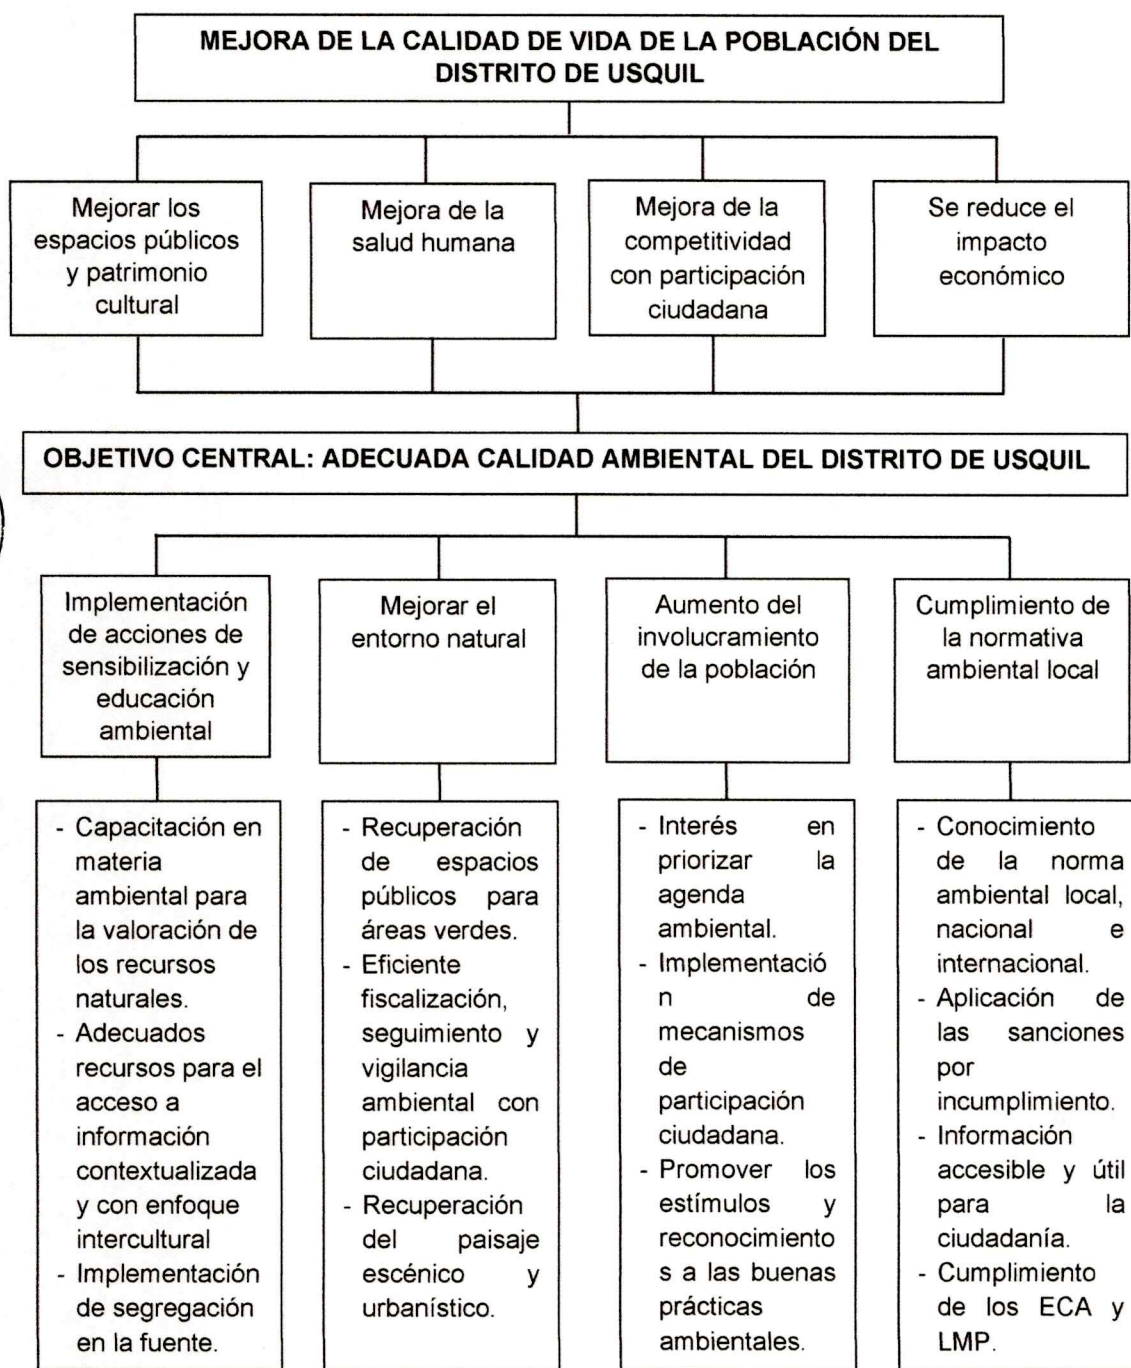 MEJORA DE LA CALIDAD DE VIDA DE LA POBLACIÓN DEL
DISTRITO DE USQUIL
Mejorar los
espacios públicos
y patrimonio
cultural
Mejora de la
salud humana
Mejora de la
competitividad
con participación
ciudadana
Se reduce el
impacto
económico
OBJETIVO CENTRAL: ADECUADA CALIDAD AMBIENTAL DEL DISTRITO DE USQUIL
Implementación
de acciones de
sensibilización y
educación
ambiental
Mejorar el
entorno natural
Aumento del
involucramiento
de la población
Cumplimiento de
la normativa
ambiental local
- Capacitación en
materia
ambiental para
la valoración de
los recursos
naturales.
- Adecuados
recursos para el
acceso a
información
contextualizada
y con enfoque
intercultural
- Implementación
de segregación
en la fuente.
- Recuperación
de espacios
públicos para
áreas verdes.
- Eficiente
fiscalización,
seguimiento y
vigilancia
ambiental con
participación
ciudadana.
- Recuperación
del paisaje
escénico y
urbanístico.
- Interés en
priorizar la
agenda
ambiental.
- Implementació
n de
mecanismos
de
participación
ciudadana.
- Promover los
estímulos y
reconocimiento
s a las buenas
prácticas
ambientales.
- Conocimiento
de la norma
ambiental local,
nacional e
internacional.
- Aplicación de
las sanciones
por
incumplimiento.
- Información
accesible y útil
para la
ciudadanía.
- Cumplimiento
de los ECA y
LMP.